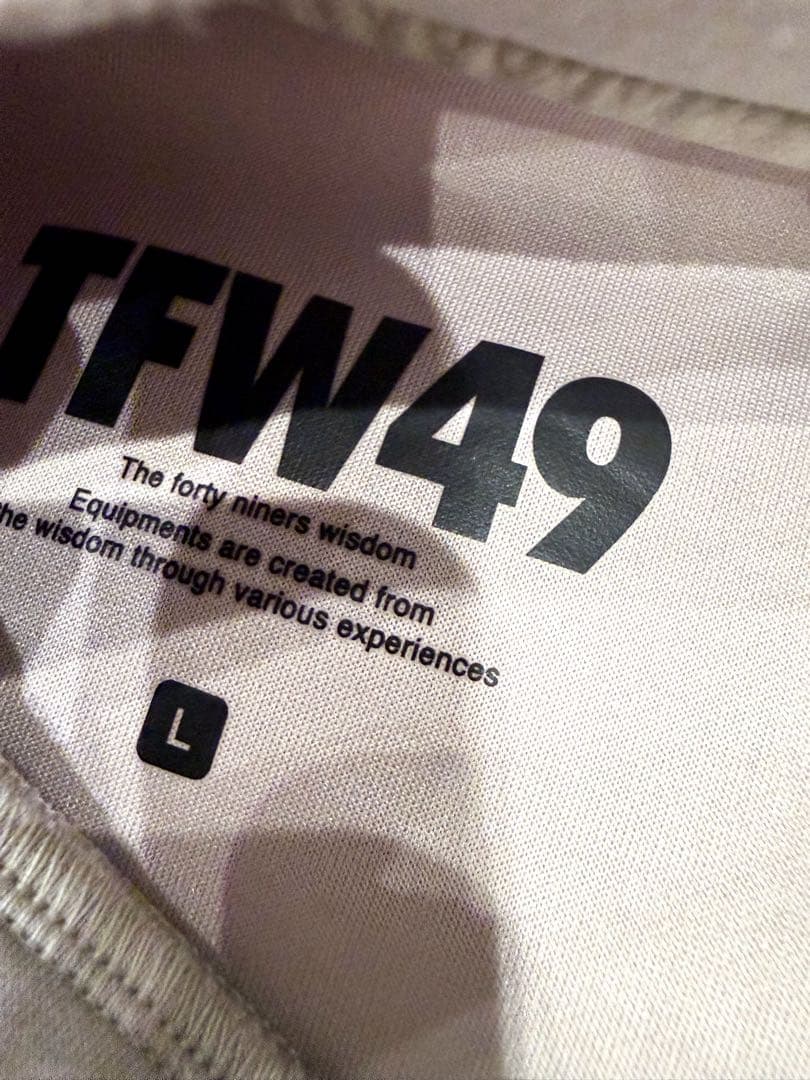 TFW49
The forty niners wisdom
Equipments are created from
the wisdom through various experiences
L